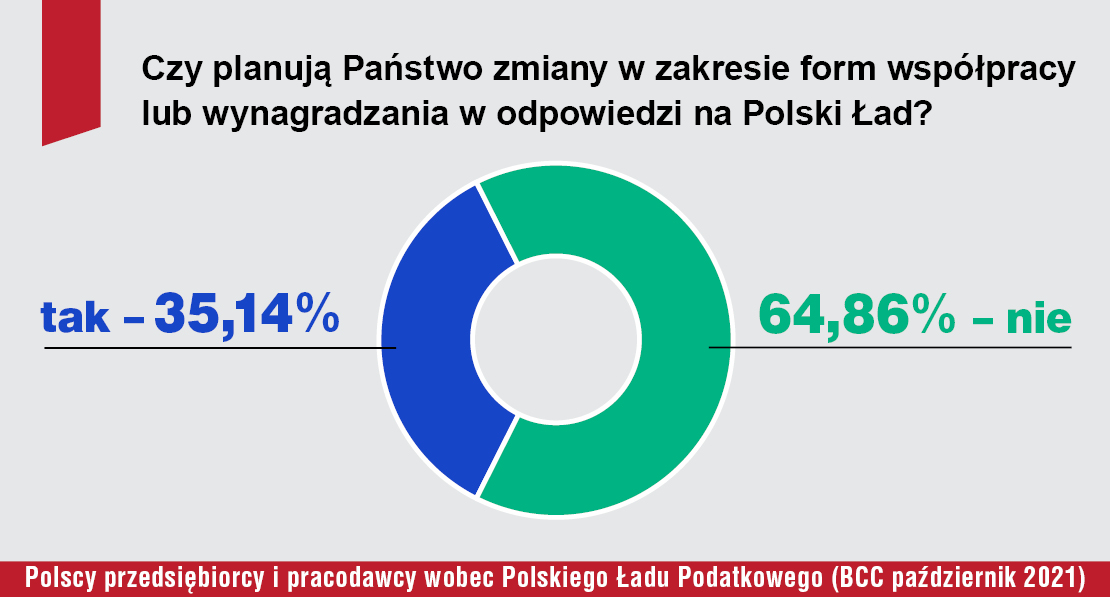 Czy planują Państwo zmiany w zakresie form współpracy
lub wynagradzania w odpowiedzi na Polski Ład?
tak – 35,14%
64,86% – nie
Polscy przedsiębiorcy i pracodawcy wobec Polskiego Ładu Podatkowego (BCC październik 2021)